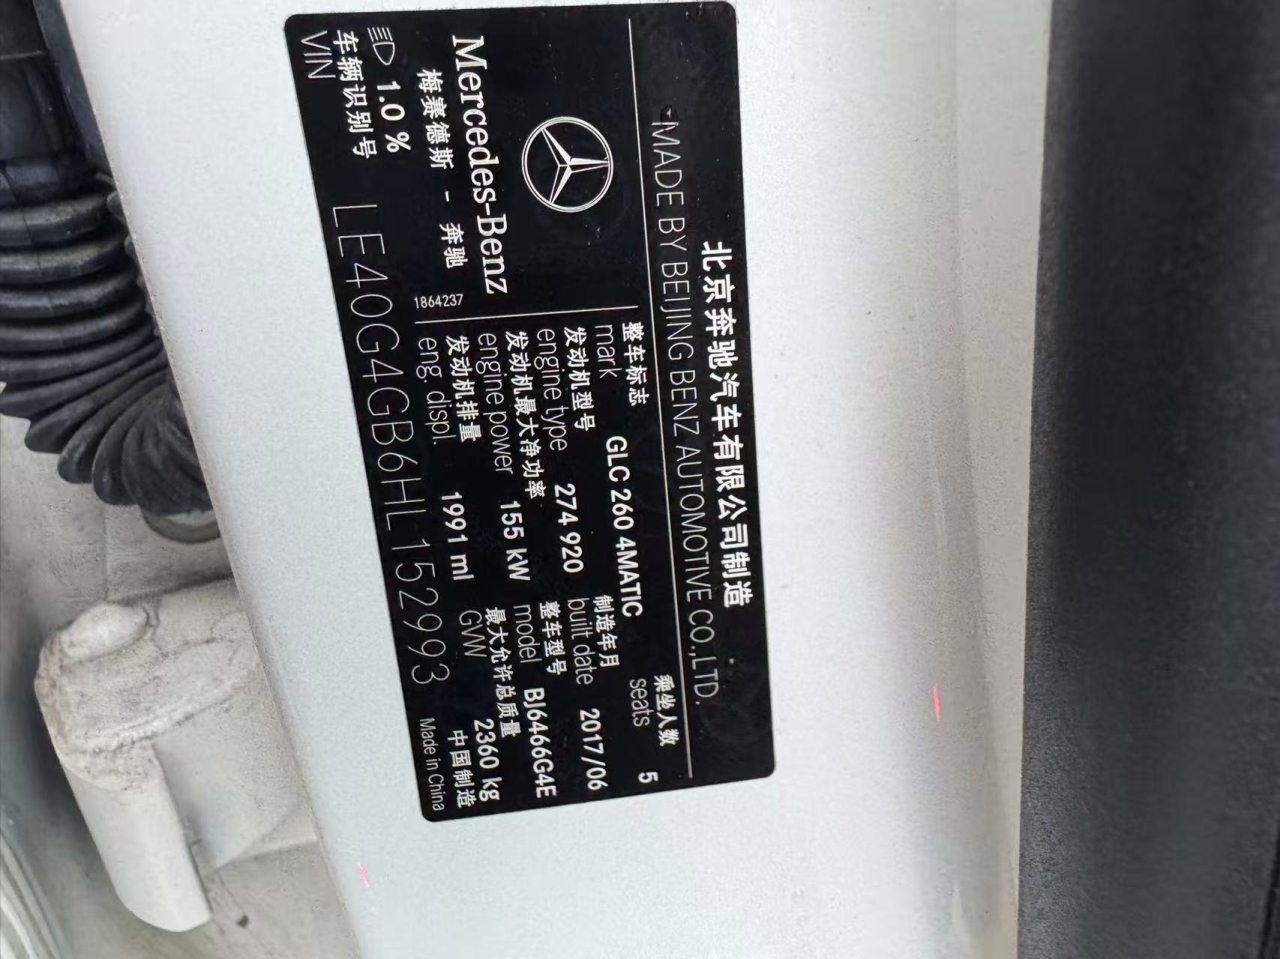 北京奔驰汽车有限公司制造
MADE BY BEIJING BENZ AUTOMOTIVE CO.,LTD.
Mercedes-Benz
梅赛德斯 - 奔驰
1864237
整车标志 mark GLC 260 4MATIC 乘坐人数 seats 5
发动机型号 engine type 274 920 制造年月 built date 2017/06
发动机最大净功率 engine power 155 kW 整车型号 model BJ6466G4E
发动机排量 eng. displ. 1991 ml 最大允许总质量 GVW 2360 kg
1.0 %
车辆识别号
VIN LE40G4GB6HL152993
中国制造
Made in China